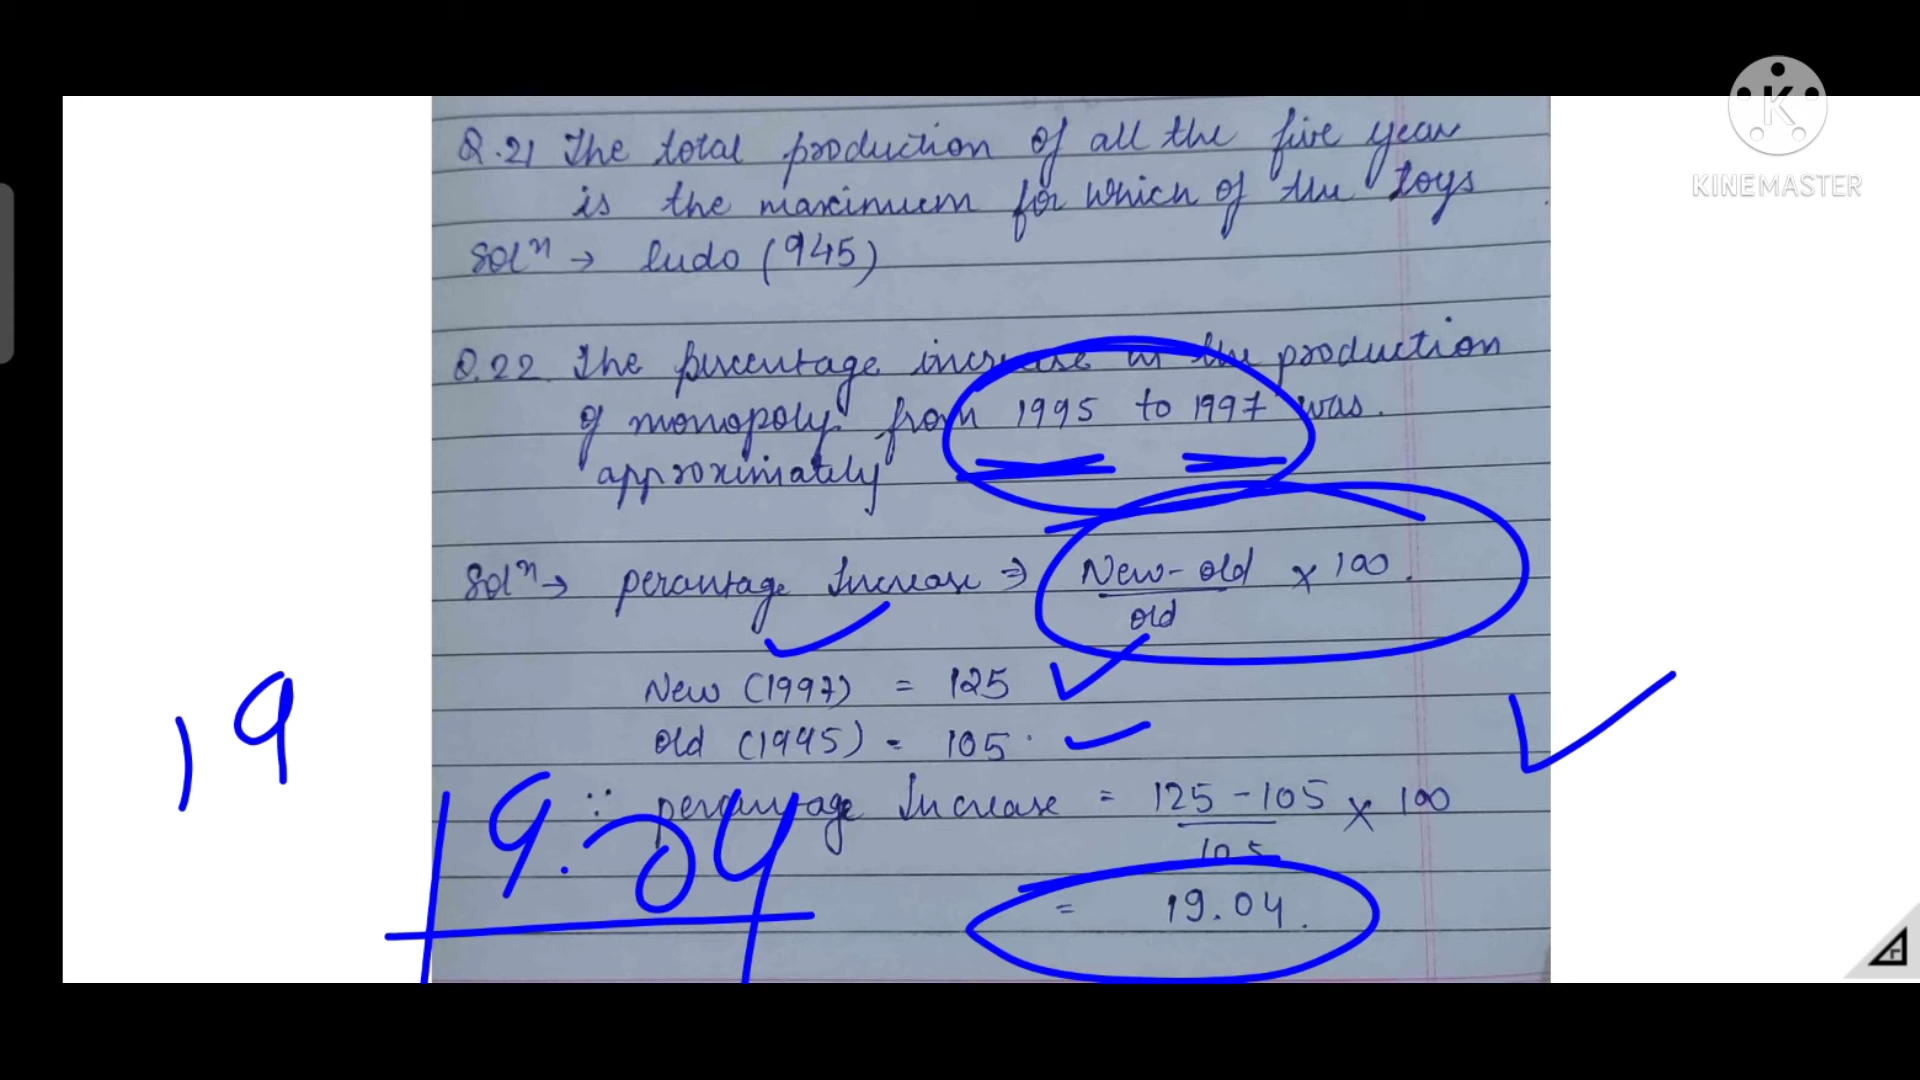 K
KINEMASTER
Q.21 The total production of all the five year
is the maximum for which of the toys
Solⁿ → ludo (945)
Q.22 The percentage increase in the production
of monopoly from 1995 to 1997 was.
approximately
Solⁿ → percantage Increase ⇒ New - old × 100.
old
New (1997) = 125
old (1995) = 105
19
∵ percantage Increase = 125 - 105 × 100
105
19.04
= 19.04.